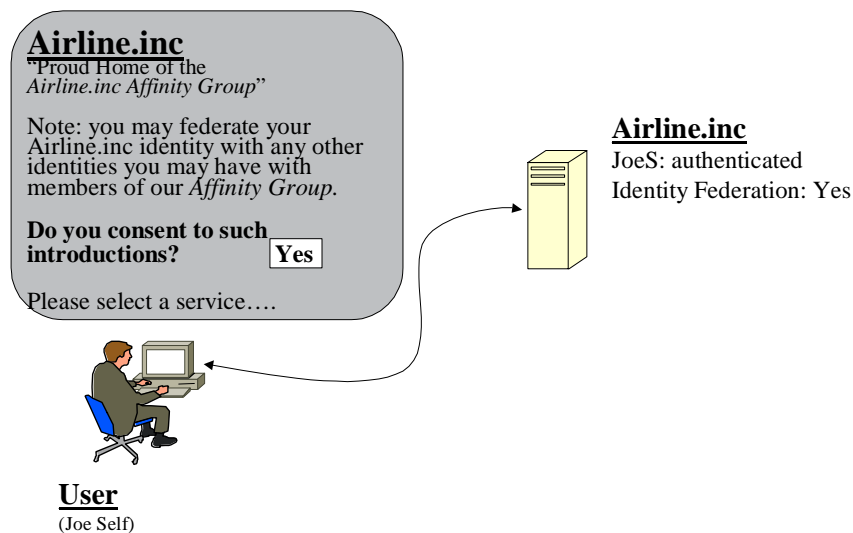 Airline.inc
“Proud Home of the
Airline.inc Affinity Group”
Note: you may federate your
Airline.inc identity with any other
identities you may have with
members of our Affinity Group.
Do you consent to such
introductions? Yes
Please select a service….
Airline.inc
JoeS: authenticated
Identity Federation: Yes
User
(Joe Self)